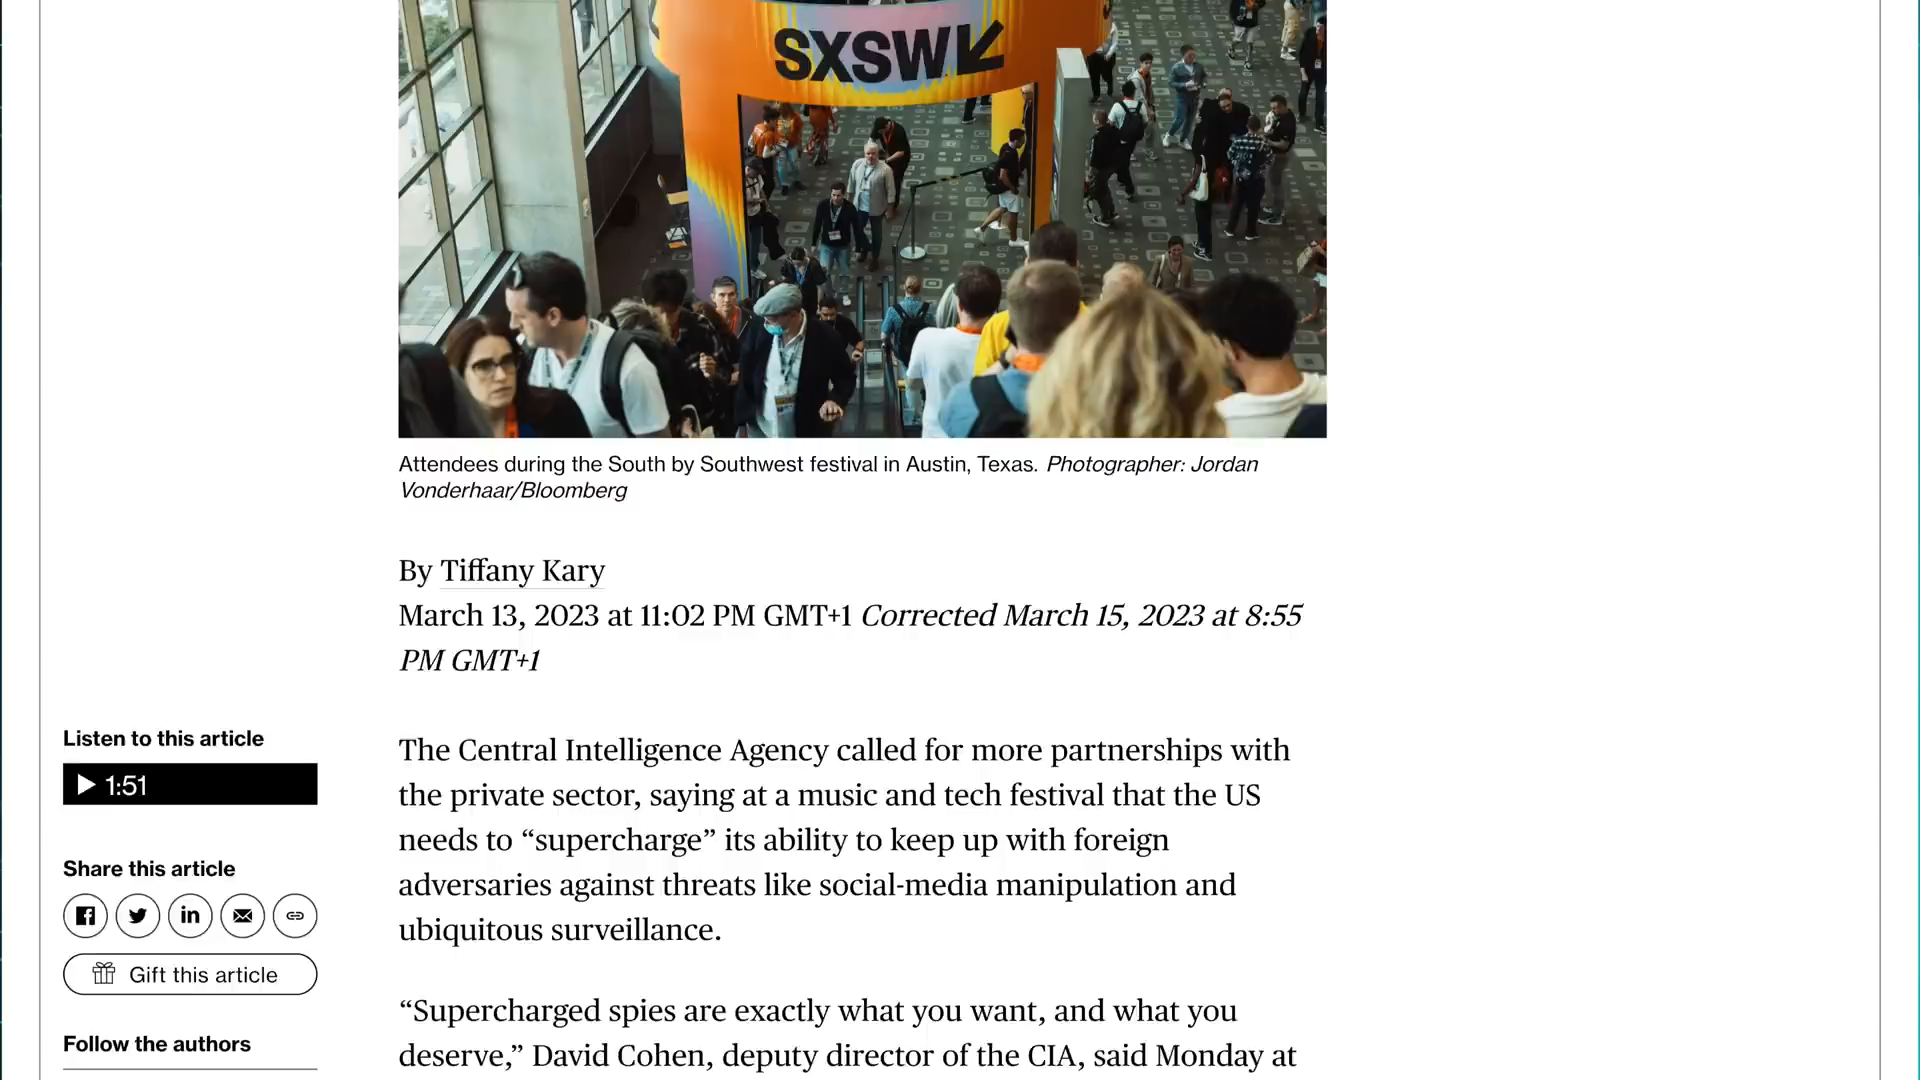 SXSW
Attendees during the South by Southwest festival in Austin, Texas. Photographer: Jordan
Vonderhaar/Bloomberg
By Tiffany Kary
March 13, 2023 at 11:02 PM GMT+1 Corrected March 15, 2023 at 8:55
PM GMT+1
Listen to this article
1:51
Share this article
Gift this article
Follow the authors
The Central Intelligence Agency called for more partnerships with
the private sector, saying at a music and tech festival that the US
needs to “supercharge” its ability to keep up with foreign
adversaries against threats like social-media manipulation and
ubiquitous surveillance.
“Supercharged spies are exactly what you want, and what you
deserve,” David Cohen, deputy director of the CIA, said Monday at